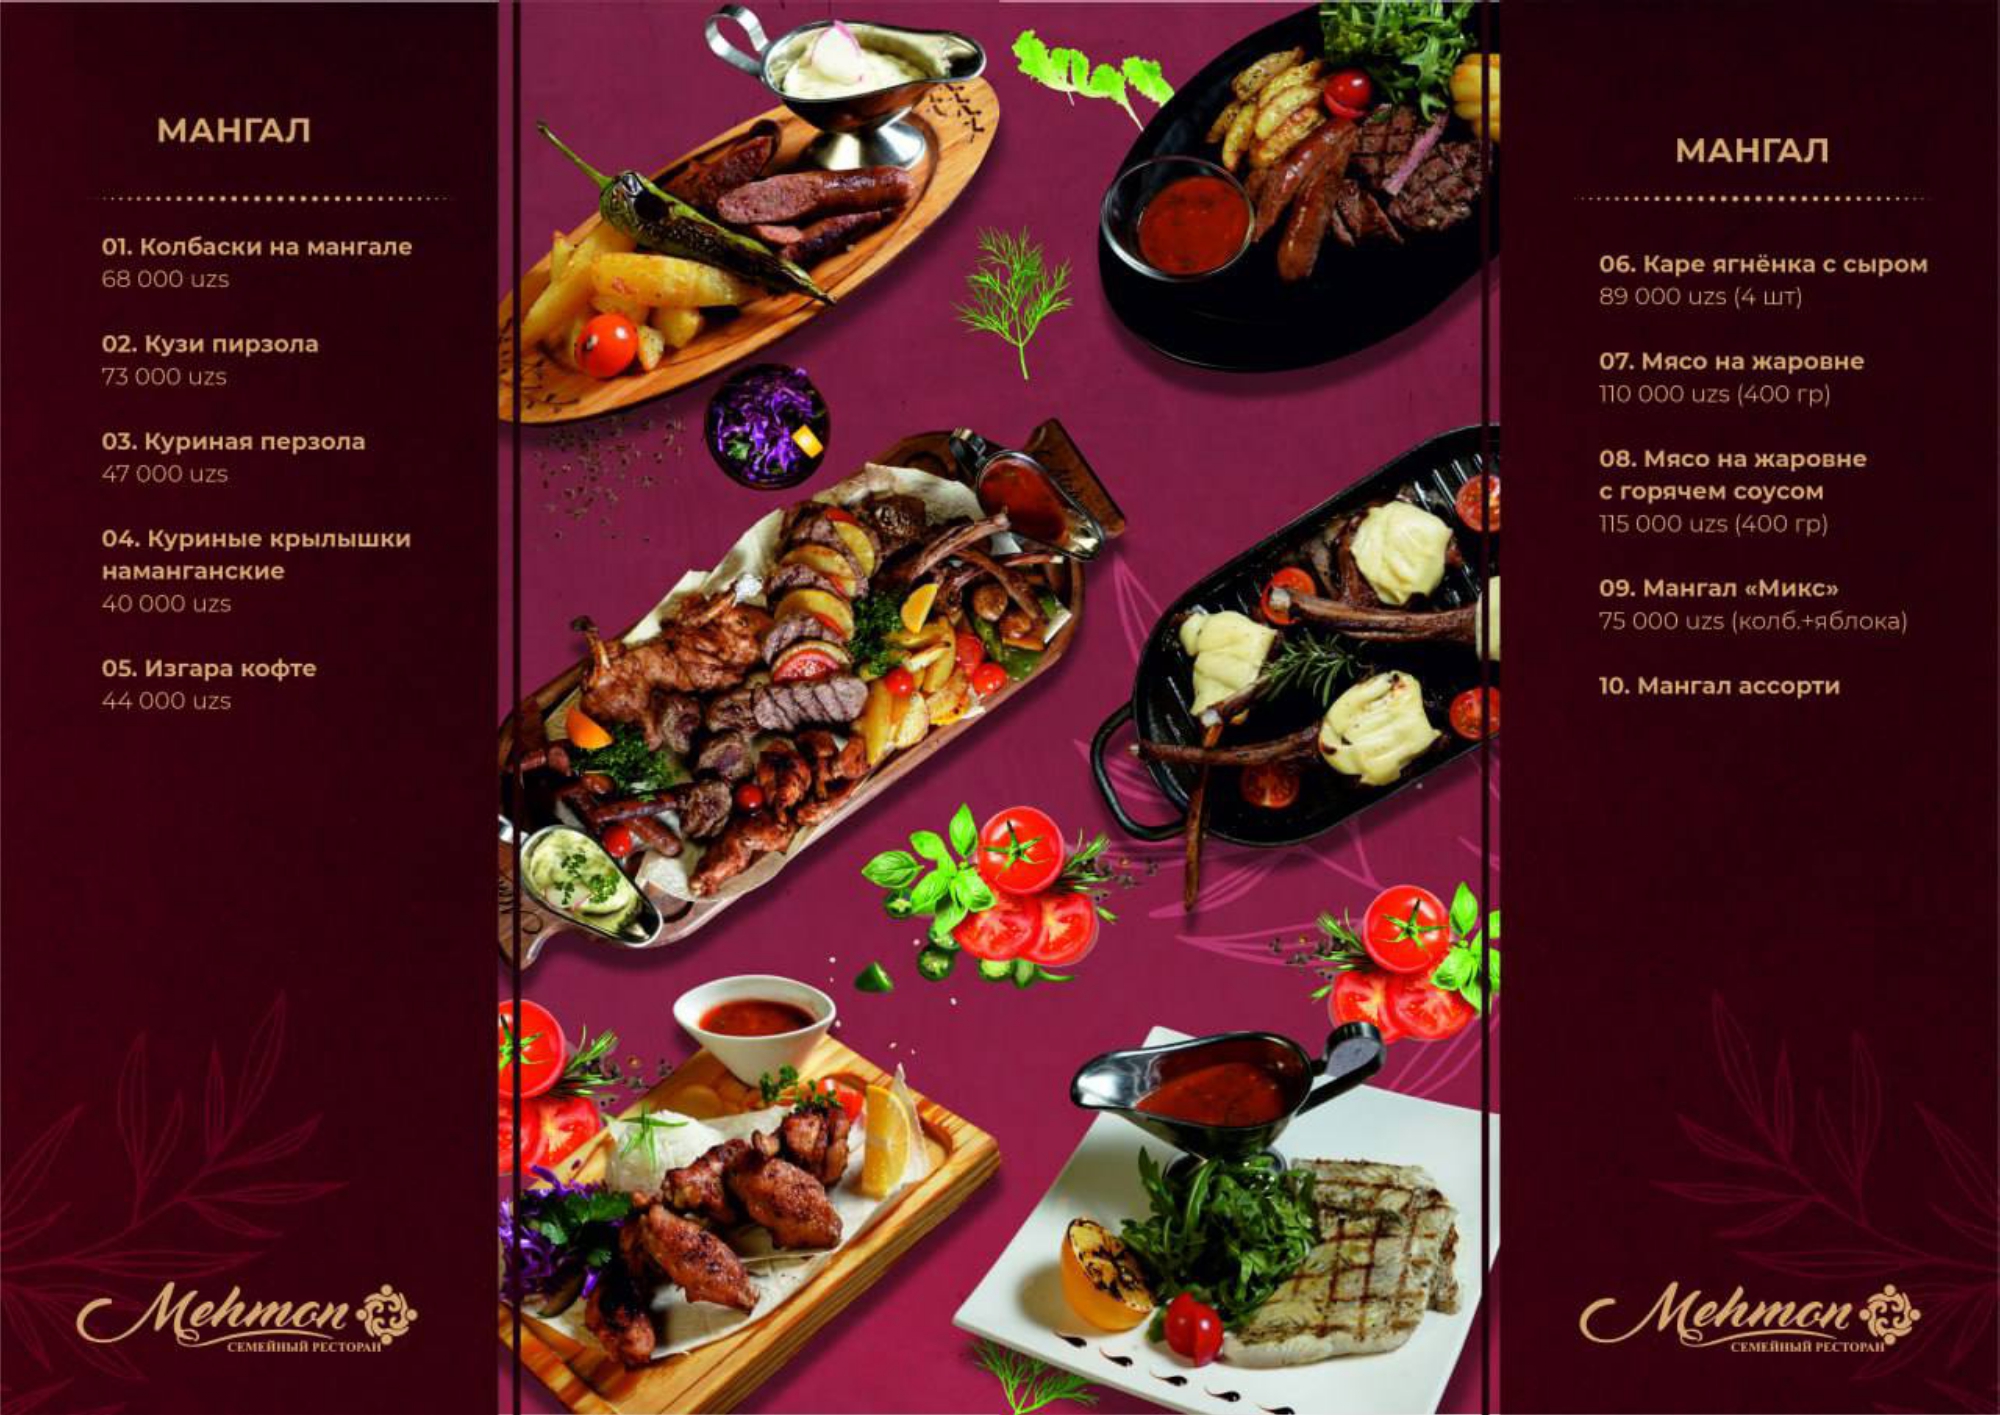 МАНГАЛ
01. Колбаски на мангале
68 000 uzs
02. Кузи пирзола
73 000 uzs
03. Куриная перзола
47 000 uzs
04. Куриные крылышки
наманганские
40 000 uzs
05. Изгара кофте
44 000 uzs
Mehmon
СЕМЕЙНЫЙ РЕСТОРАН
МАНГАЛ
06. Каре ягнёнка с сыром
89 000 uzs (4 шт)
07. Мясо на жаровне
110 000 uzs (400 гр)
08. Мясо на жаровне
с горячем соусом
115 000 uzs (400 гр)
09. Мангал «Микс»
75 000 uzs (колб.+яблока)
10. Мангал ассорти
Mehmon
СЕМЕЙНЫЙ РЕСТОРАН